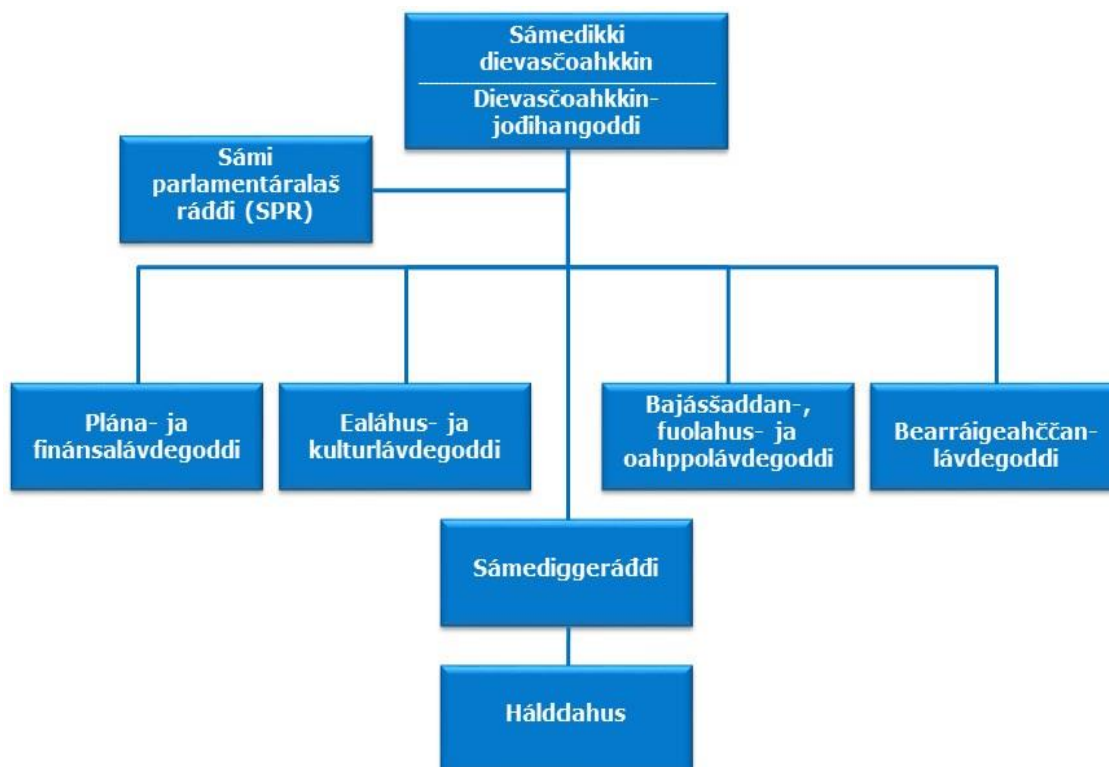 Sámedikki
dievasčoahkkin
Dievasčoahkkin-
jođihangoddi
Sámi
parlamentáralaš
ráđđi (SPR)
Plána- ja
finánsalávdegoddi
Ealáhus- ja
kulturlávdegoddi
Bajásšaddan-,
fuolahus- ja
oahppolávdegoddi
Bearráigeahččan-
lávdegoddi
Sámediggeráđđi
Hálddahus